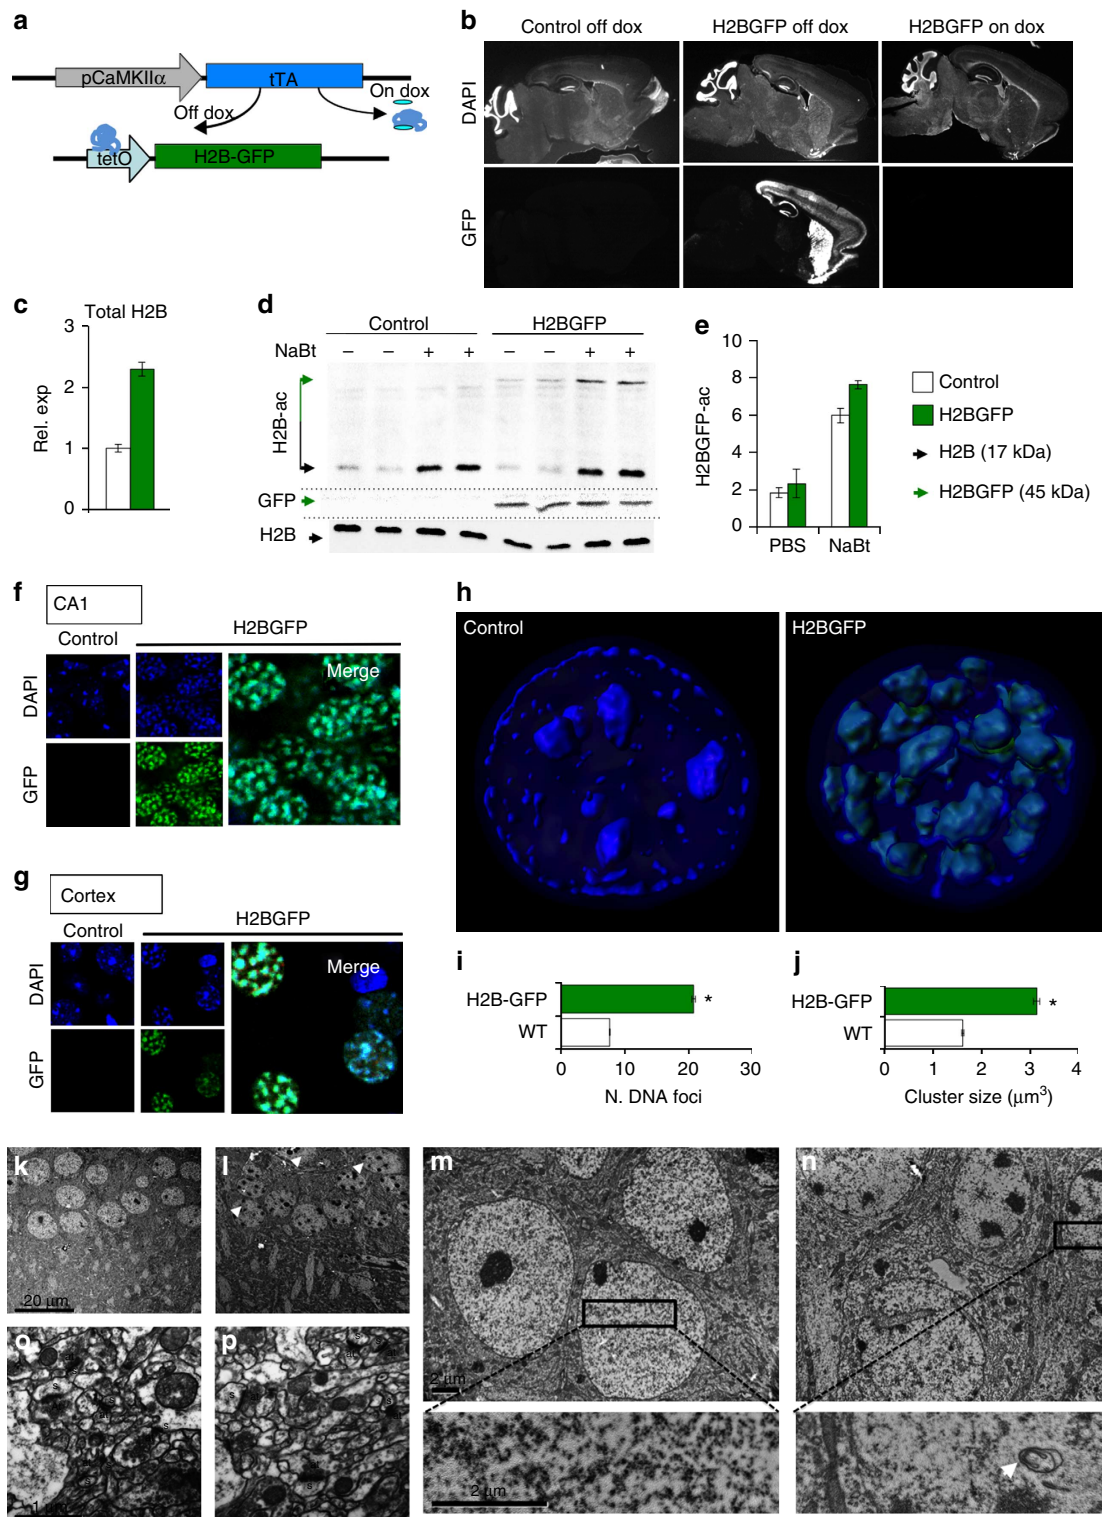 a
pCaMKIIα
tTA
On dox
Off dox
tetO
H2B-GFP
b
Control off dox
H2BGFP off dox
H2BGFP on dox
DAPI
GFP
c
Total H2B
Rel. exp
3
2
1
0
d
Control
H2BGFP
NaBt
– – + + – – + +
H2B-ac
GFP
H2B
e
H2BGFP-ac
10
8
6
4
2
0
PBS
NaBt
Control
H2BGFP
H2B (17 kDa)
H2BGFP (45 kDa)
f
CA1
Control
H2BGFP
DAPI
GFP
Merge
g
Cortex
Control
H2BGFP
DAPI
GFP
Merge
h
Control
H2BGFP
i
H2B-GFP
*
WT
0 10 20 30
N. DNA foci
j
H2B-GFP
*
WT
0 1 2 3 4
Cluster size (μm³)
k
20 μm
l
m
2 μm
2 μm
n
o
1 μm
p